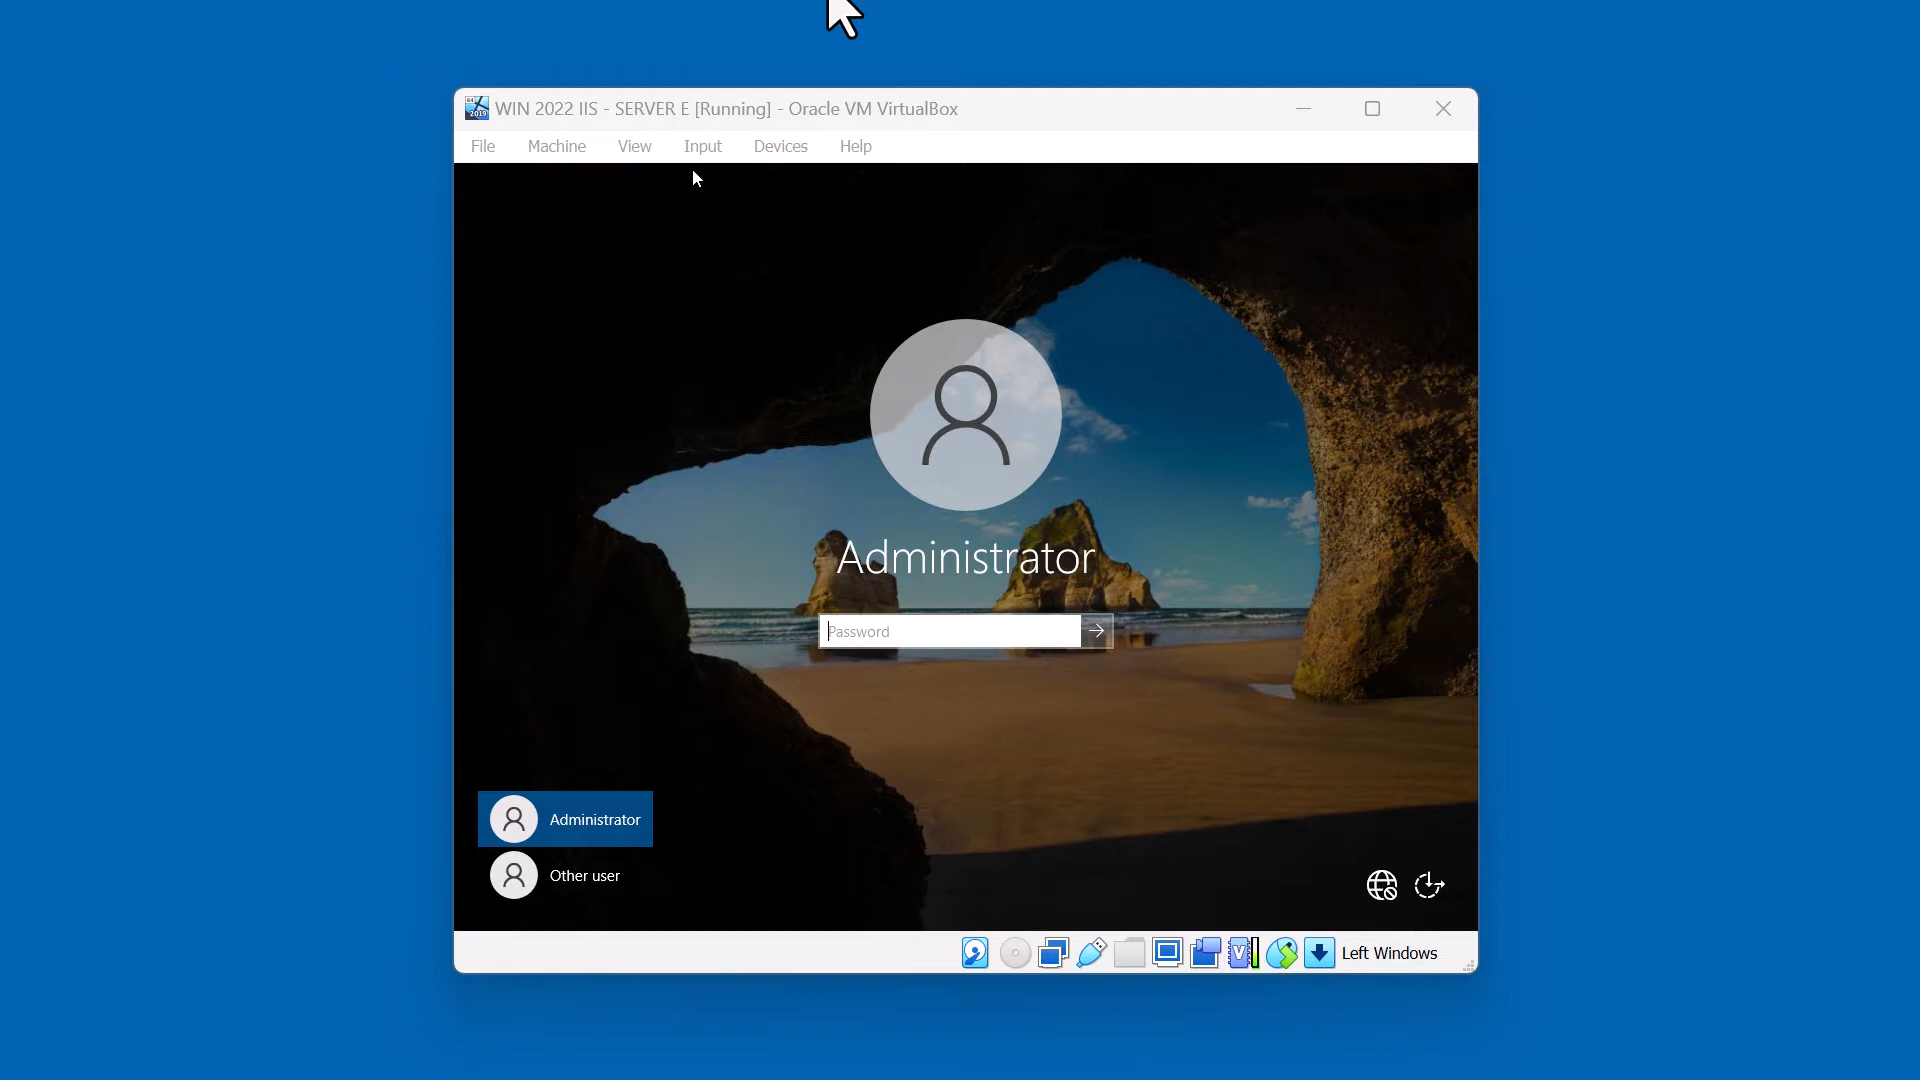 WIN 2022 IIS - SERVER E [Running] - Oracle VM VirtualBox
File Machine View Input Devices Help
Administrator
Password
Administrator
Other user
Left Windows